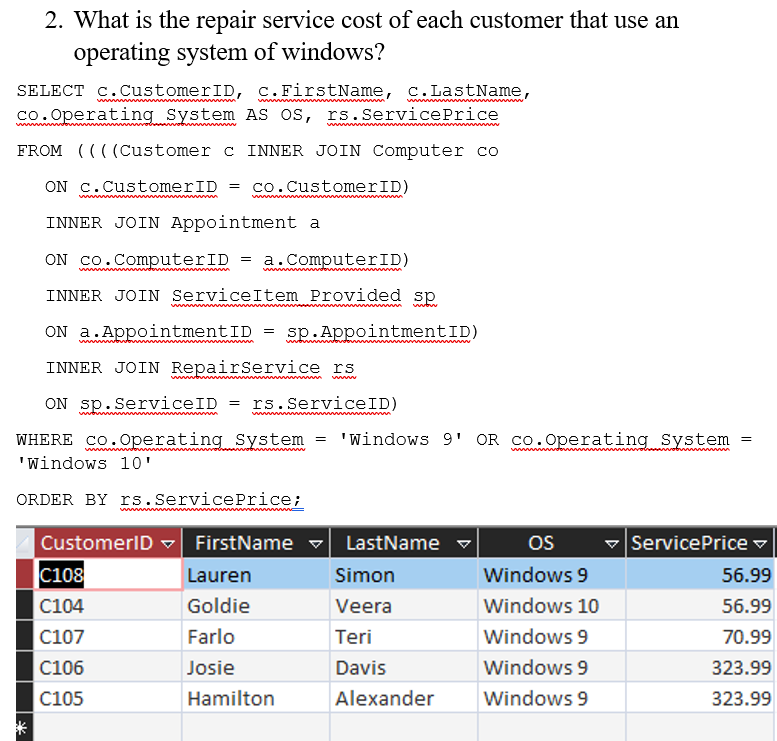 2. What is the repair service cost of each customer that use an
operating system of windows?
SELECT c.CustomerID, c.FirstName, c.LastName,
co.Operating_System AS OS, rs.ServicePrice
FROM ((((Customer c INNER JOIN Computer co
ON c.CustomerID = co.CustomerID)
INNER JOIN Appointment a
ON co.ComputerID = a.ComputerID)
INNER JOIN ServiceItem_Provided sp
ON a.AppointmentID = sp.AppointmentID)
INNER JOIN RepairService rs
ON sp.ServiceID = rs.ServiceID)
WHERE co.Operating_System = 'Windows 9' OR co.Operating_System =
'Windows 10'
ORDER BY rs.ServicePrice;
CustomerID FirstName LastName OS ServicePrice
C108 Lauren Simon Windows 9 56.99
C104 Goldie Veera Windows 10 56.99
C107 Farlo Teri Windows 9 70.99
C106 Josie Davis Windows 9 323.99
C105 Hamilton Alexander Windows 9 323.99